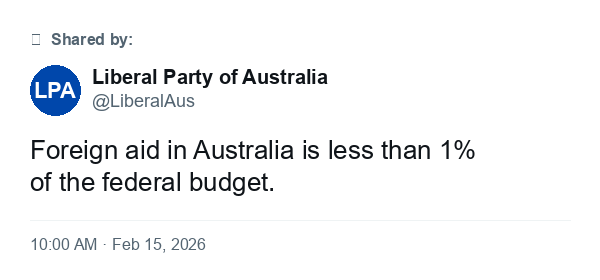 Shared by:
LPA
Liberal Party of Australia
@LiberalAus
Foreign aid in Australia is less than 1%
of the federal budget.
10:00 AM · Feb 15, 2026